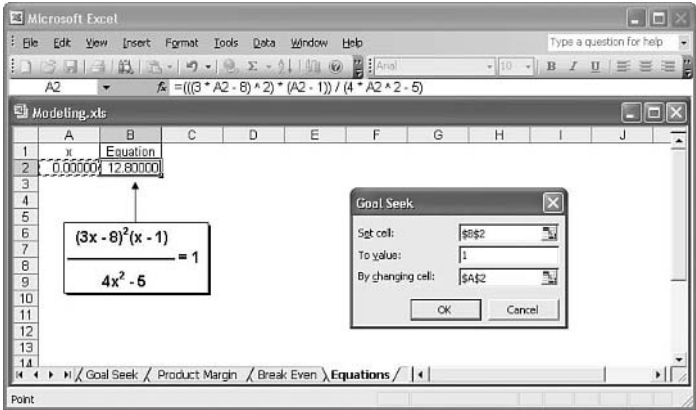 Microsoft Excel
File Edit View Insert Format Tools Data Window Help Type a question for help
Arial 10 B I U
A2 fx =(((3 * A2 - 8) ^ 2) * (A2 - 1)) / (4 * A2 ^ 2 - 5)
Modeling.xls
A B C D E F G H I J
1 x Equation
2 0.00000 12.80000
3
4
5
6
7
8
9
10
11
12
13
14
(3x - 8)²(x - 1)
= 1
4x² - 5
Goal Seek
Set cell: $B$2
To value: 1
By changing cell: $A$2
OK Cancel
Goal Seek / Product Margin / Break Even \ Equations /
Point